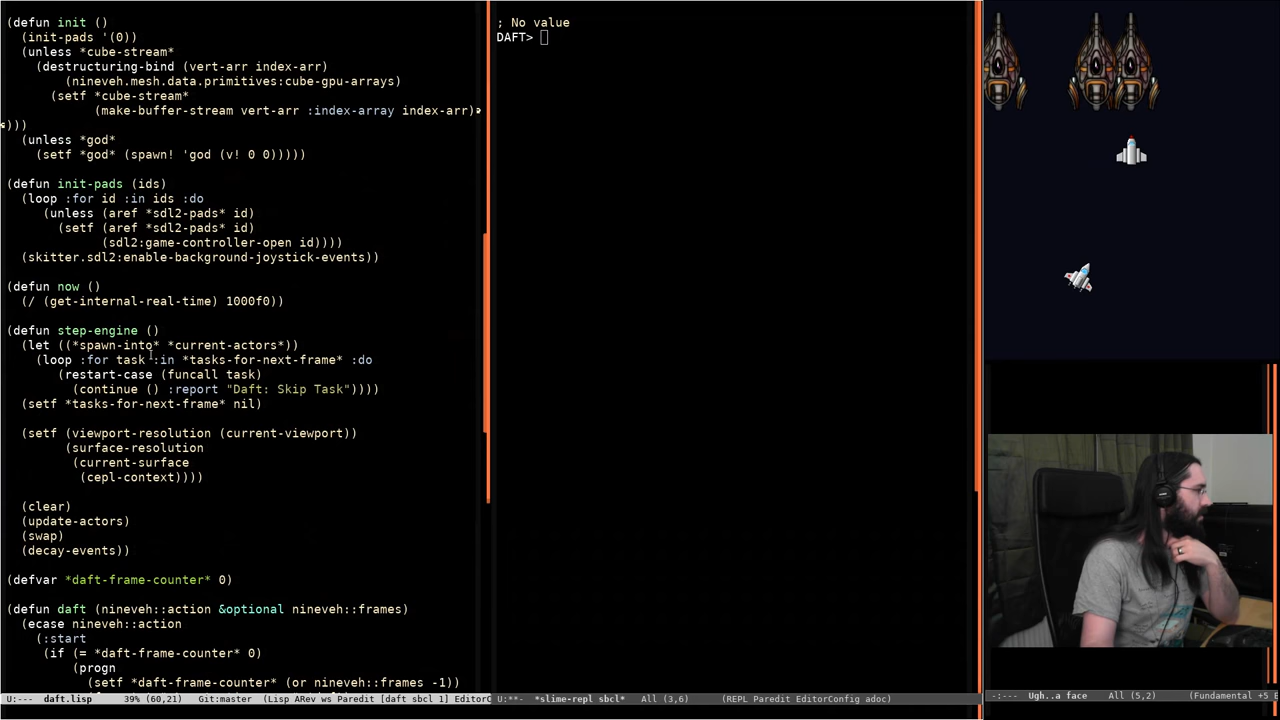 (defun init ()
(init-pads '(0))
(unless *cube-stream*
(destructuring-bind (vert-arr index-arr)
(nineveh.mesh.data.primitives:cube-gpu-arrays)
(setf *cube-stream*
(make-buffer-stream vert-arr :index-array index-arr)
)))
(unless *god*
(setf *god* (spawn! 'god (v! 0 0)))))
(defun init-pads (ids)
(loop :for id :in ids :do
(unless (aref *sdl2-pads* id)
(setf (aref *sdl2-pads* id)
(sdl2:game-controller-open id))))
(skitter.sdl2:enable-background-joystick-events))
(defun now ()
(/ (get-internal-real-time) 1000f0))
(defun step-engine ()
(let ((*spawn-into* *current-actors*))
(loop :for task :in *tasks-for-next-frame* :do
(restart-case (funcall task)
(continue () :report "Daft: Skip Task"))))
(setf *tasks-for-next-frame* nil)
(setf (viewport-resolution (current-viewport))
(surface-resolution
(current-surface
(cepl-context))))
(clear)
(update-actors)
(swap)
(decay-events))
(defvar *daft-frame-counter* 0)
(defun daft (nineveh::action &optional nineveh::frames)
(ecase nineveh::action
(:start
(if (= *daft-frame-counter* 0)
(progn
(setf *daft-frame-counter* (or nineveh::frames -1))
U:--- daft.lisp 39% (60,21) Git:master (Lisp ARev ws Paredit [daft sbcl 1] EditorC
; No value
DAFT>
U:**- *slime-repl sbcl* All (3,6) (REPL Paredit EditorConfig adoc)
-:--- Ugh..a face All (5,2) (Fundamental +5 E